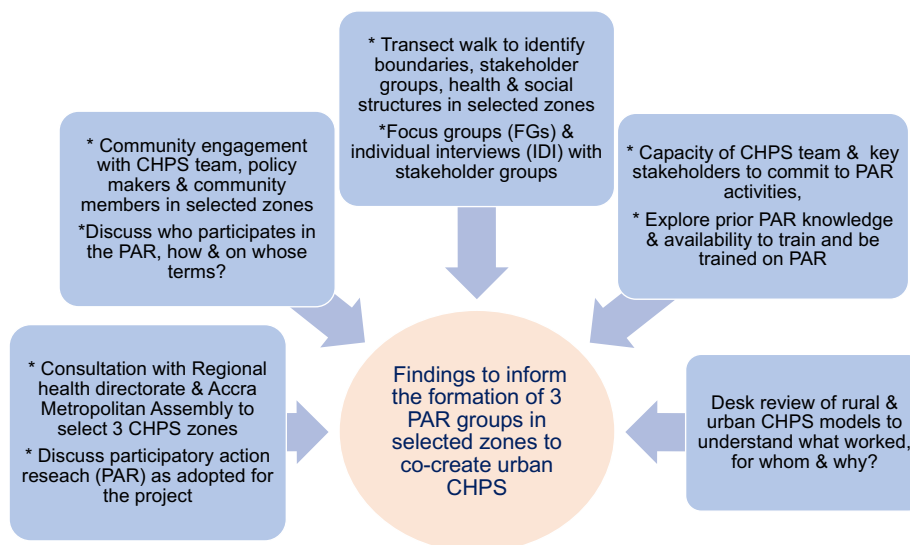 * Transect walk to identify
boundaries, stakeholder
groups, health & social
structures in selected zones
*Focus groups (FGs) &
individual interviews (IDI) with
stakeholder groups
* Community engagement
with CHPS team, policy
makers & community
members in selected zones
*Discuss who participates in
the PAR, how & on whose
terms?
* Capacity of CHPS team & key
stakeholders to commit to PAR
activities,
* Explore prior PAR knowledge
& availability to train and be
trained on PAR
* Consultation with Regional
health directorate & Accra
Metropolitan Assembly to
select 3 CHPS zones
* Discuss participatory action
reseach (PAR) as adopted for
the project
Findings to inform
the formation of 3
PAR groups in
selected zones to
co-create urban
CHPS
Desk review of rural &
urban CHPS models to
understand what worked,
for whom & why?